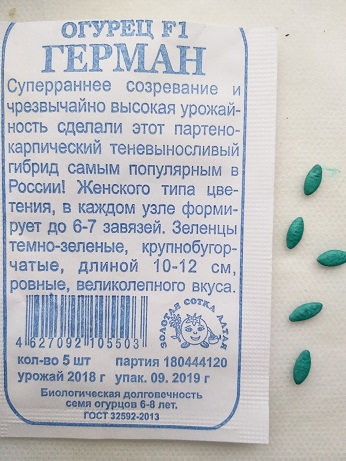 ОГУРЕЦ F1
ГЕРМАН
Суперраннее созревание и
чрезвычайно высокая урожай-
ность сделали этот партено-
карпический теневыносливый
гибрид самым популярным в
России! Женского типа цве-
тения, в каждом узле форми-
рует до 6-7 завязей. Зеленцы
темно-зеленые, крупнобугор-
чатые, длиной 10-12 см,
ровные, великолепного вкуса.
4 627092 105503
ЗОЛОТАЯ СОТКА АЛТАЯ
кол-во 5 шт партия 180444120
урожай 2018 г упак. 09. 2019 г.
Биологическая долговечность
семя огурцов 6-8 лет.
ГОСТ 32592-2013